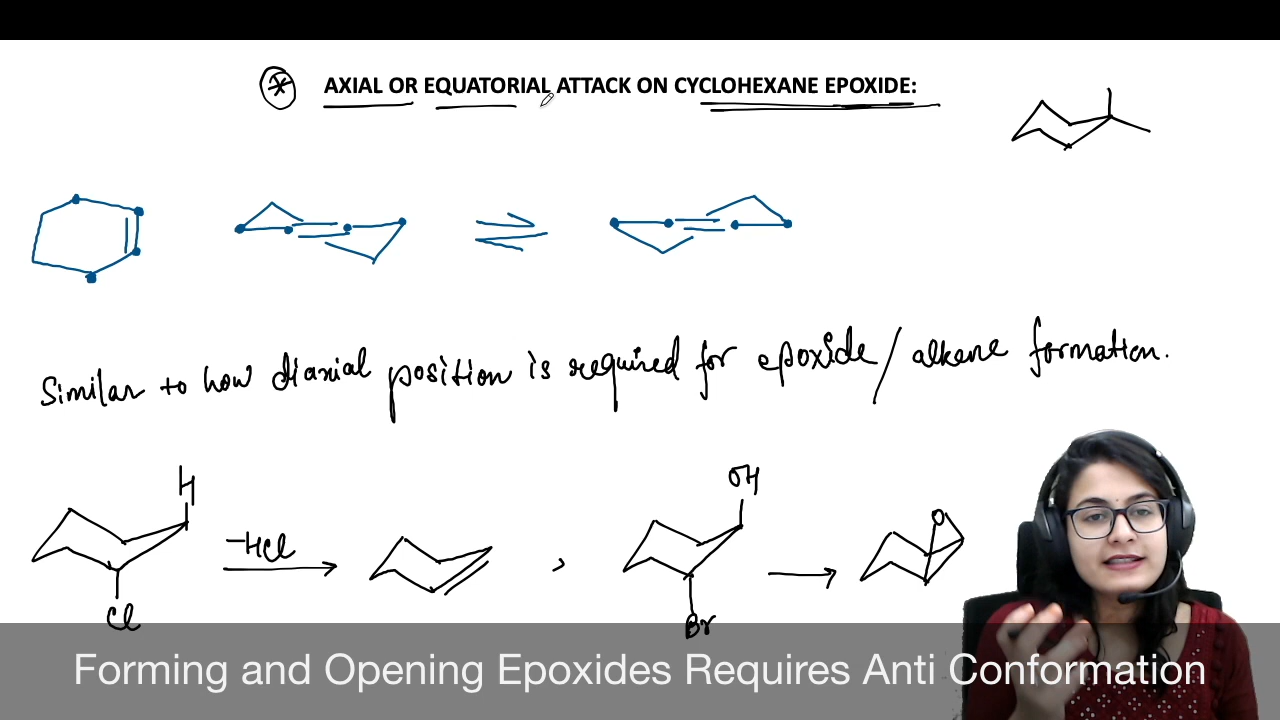 AXIAL OR EQUATORIAL ATTACK ON CYCLOHEXANE EPOXIDE:
Similar to how diaxial position is required for epoxide/alkene formation.
H
OH
-HCl
O
,
Cl
Br
Forming and Opening Epoxides Requires Anti Conformation